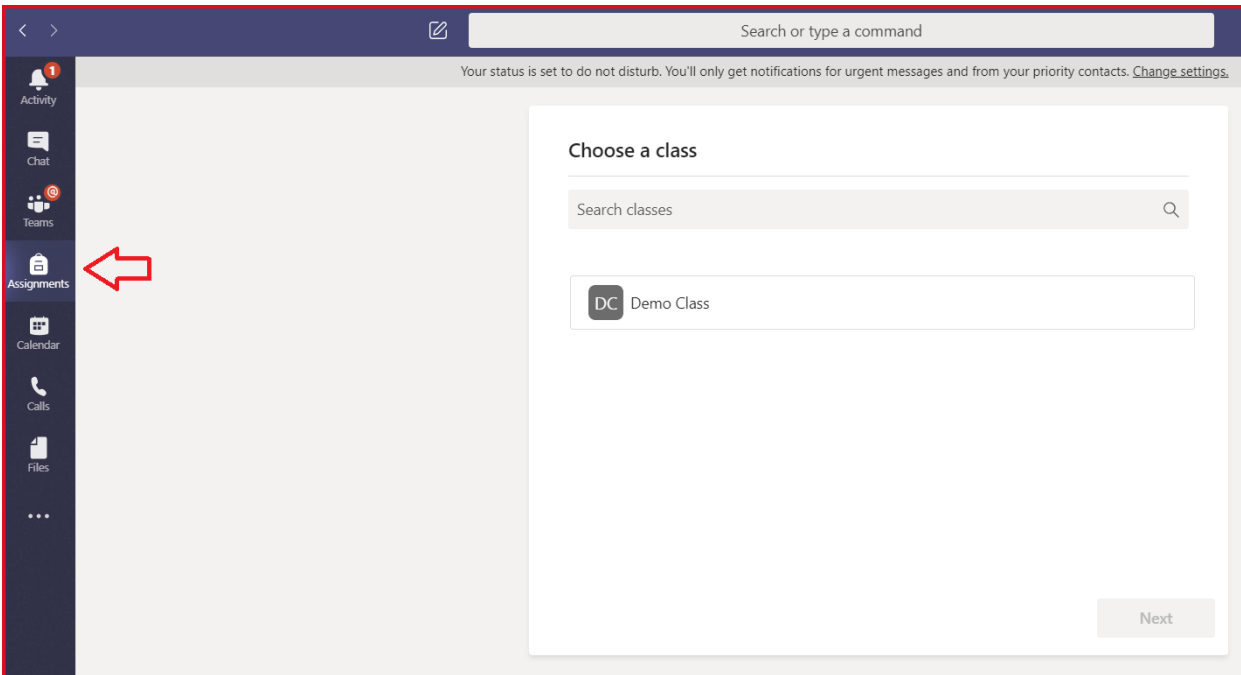 Search or type a command
Your status is set to do not disturb. You'll only get notifications for urgent messages and from your priority contacts. Change settings.
1
Activity
Chat
@
Teams
Assignments
Calendar
Calls
Files
Choose a class
Search classes
DC Demo Class
Next